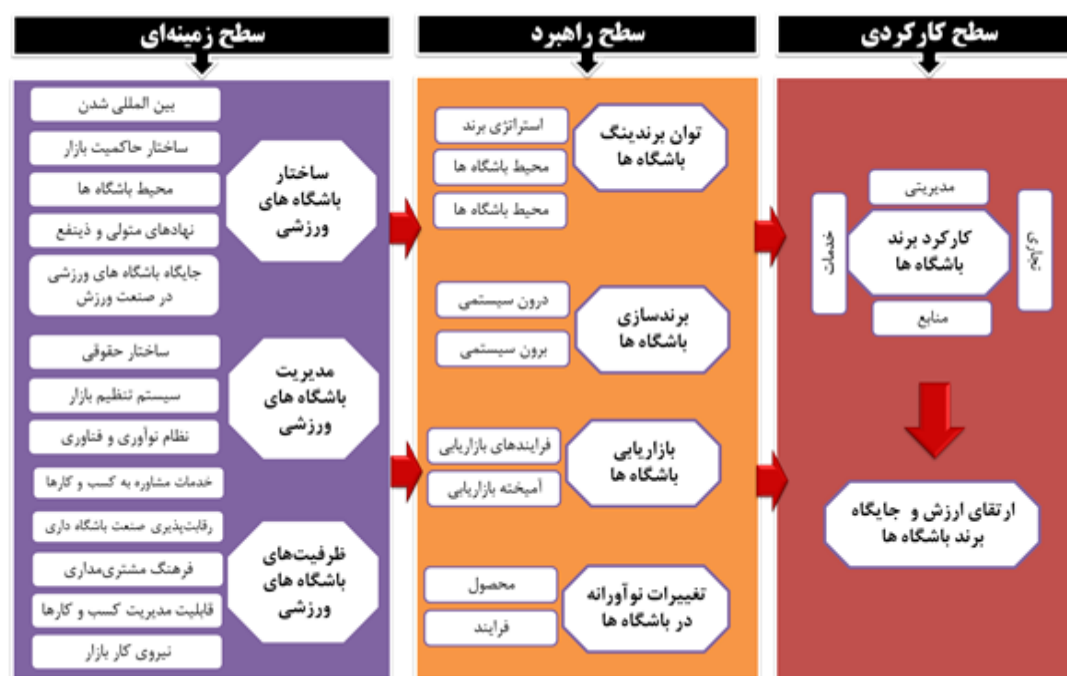 سطح زمینه‌ای
بین المللی شدن
ساختار حاکمیت بازار
محیط باشگاه ها
نهادهای متولی و ذینفع
جایگاه باشگاه های ورزشی
در صنعت ورزش
ساختار
باشگاه های
ورزشی
ساختار حقوقی
سیستم تنظیم بازار
نظام نوآوری و فناوری
خدمات مشاوره به کسب و کارها
مدیریت
باشگاه های
ورزشی
رقابت‌پذیری صنعت باشگاه داری
فرهنگ مشتری‌مداری
قابلیت مدیریت کسب و کارها
نیروی کار بازار
ظرفیت‌های
باشگاه های
ورزشی
سطح راهبرد
توان برندینگ
باشگاه ها
استراتژی برند
محیط باشگاه ها
محیط باشگاه ها
برندسازی
باشگاه ها
درون سیستمی
برون سیستمی
بازاریابی
باشگاه ها
فرایندهای بازاریابی
آمیخته بازاریابی
تغییرات نوآورانه
در باشگاه ها
محصول
فرایند
سطح کارکردی
مدیریتی
تجاری
کارکرد برند
باشگاه ها
خدمات
منابع
ارتقای ارزش و جایگاه
برند باشگاه ها